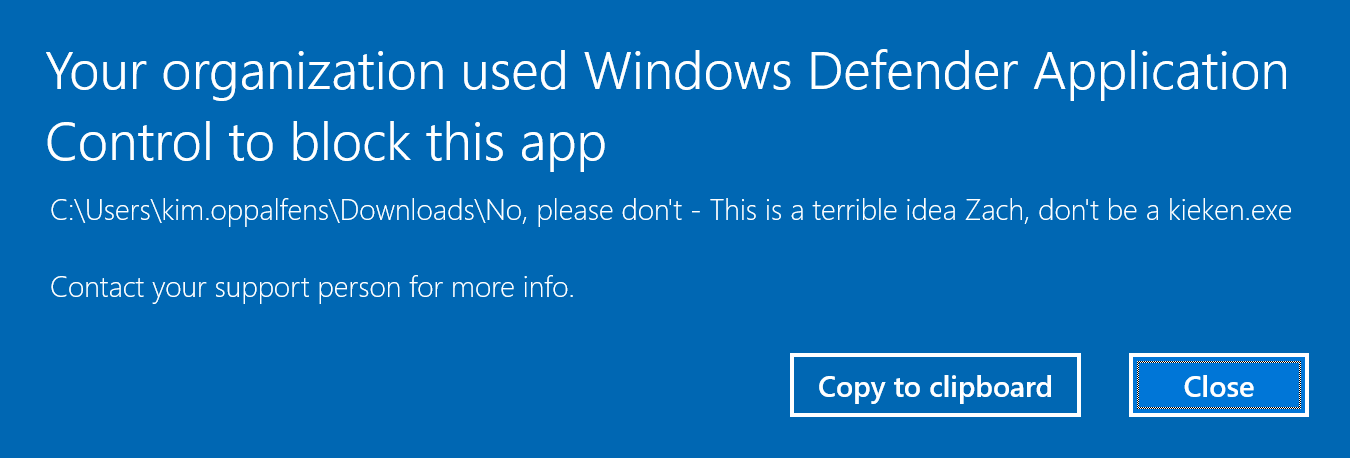 Your organization used Windows Defender Application
Control to block this app
C:\Users\kim.oppalfens\Downloads\No, please don't - This is a terrible idea Zach, don't be a kieken.exe
Contact your support person for more info.
Copy to clipboard
Close